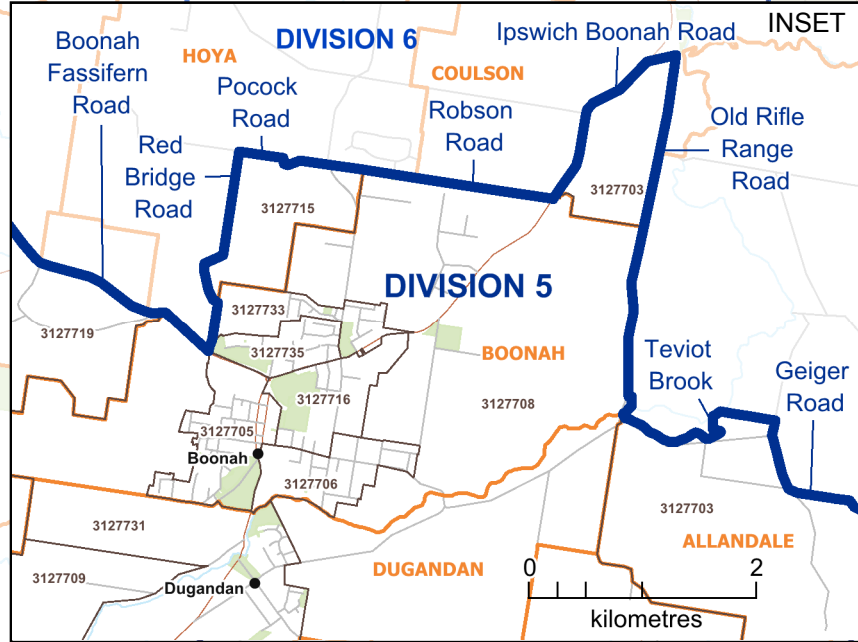 INSET
Boonah
Fassifern
Road
DIVISION 6
Ipswich Boonah Road
HOYA
COULSON
Pocock
Road
Robson
Road
Old Rifle
Range
Road
Red
Bridge
Road
3127703
3127715
DIVISION 5
3127733
3127719
3127735
BOONAH
Teviot
Brook
Geiger
Road
3127716
3127708
3127705
Boonah
3127706
3127703
3127731
ALLANDALE
DUGANDAN
3127709
Dugandan
0 2
kilometres